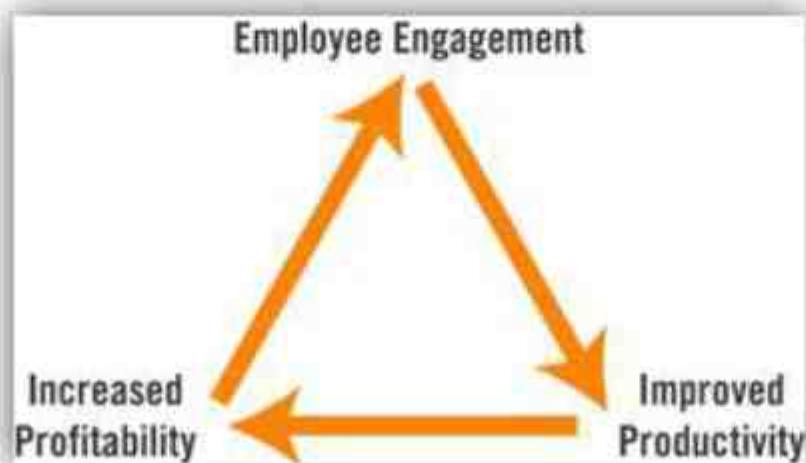 Employee Engagement
Increased
Profitability
Improved
Productivity